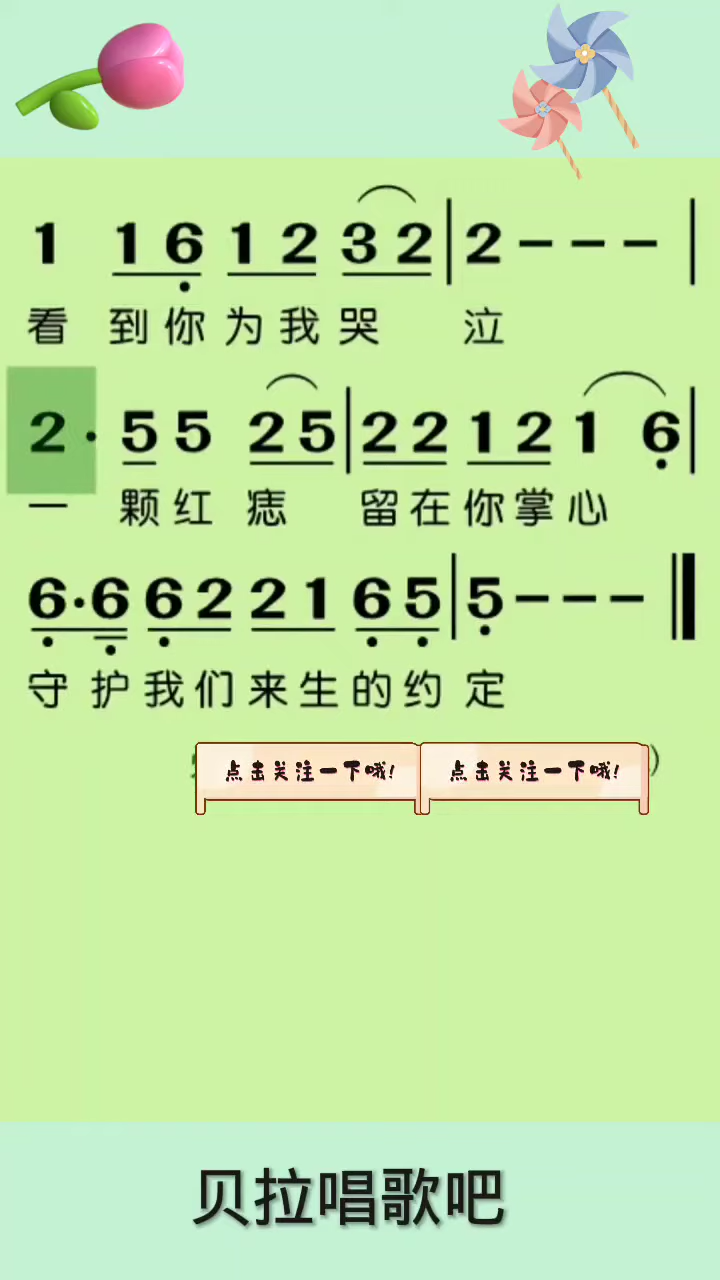 1 16 12 32 | 2 - - - |
看 到你为我哭 泣
2· 5 5 25 | 22 12 1 6 |
一 颗红 痣 留在你掌心
6·6 62 21 65 | 5 - - - ‖
守护我们来生的约定
点击关注一下哦! 点击关注一下哦! )
贝拉唱歌吧